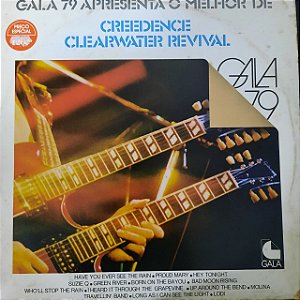 GALA 79 APRESENTA O MELHOR DE
CREEDENCE
CLEARWATER REVIVAL
PREÇO
ESPECIAL
GALA
79
HAVE YOU EVER SEE THE RAIN • PROUD MARY • HEY TONIGHT
SUZIE Q • GREEN RIVER • BORN ON THE BAYOU • BAD MOON RISING
WHO'LL STOP THE RAIN • I HEARD IT THROUGH THE GRAPEVINE • UP AROUND THE BEND • MOLINA
TRAVELLIN' BAND • LONG AS I CAN SEE THE LIGHT • LODI
GALA